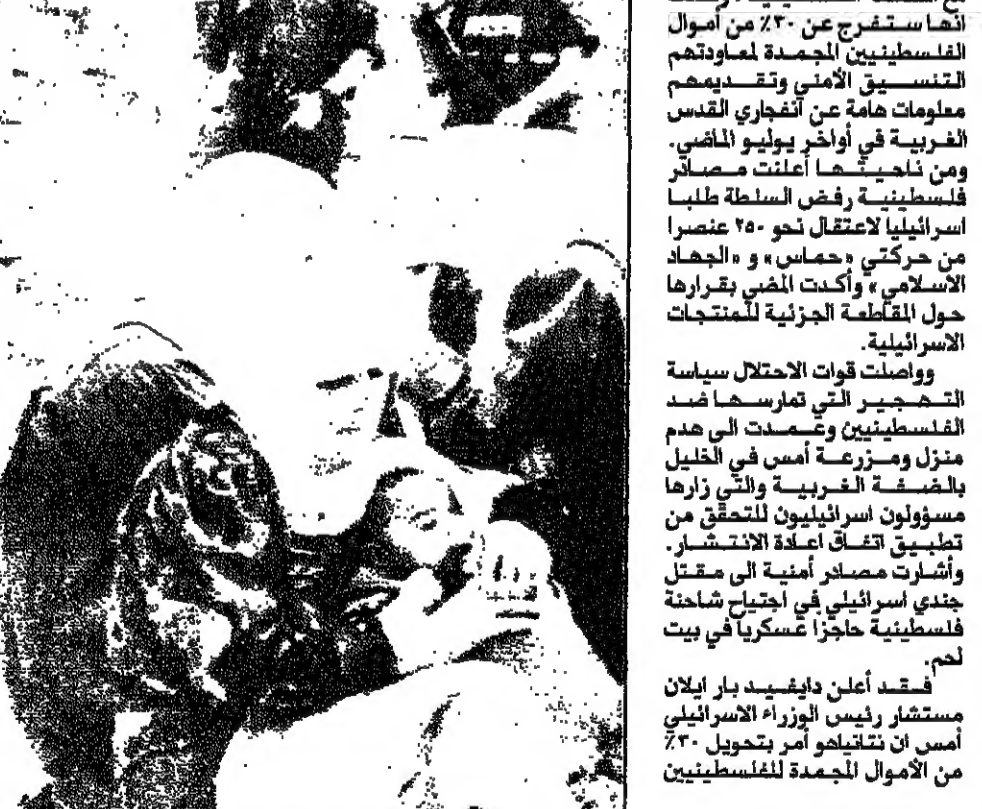 انها ستفرج عن ٣٠٪ من أموال
الفلسطينيين المجمدة لمعاودتهم
التنسيق الأمني وتقديمهم
معلومات هامة عن انفجاري القدس
الغربية في أواخر يوليو الماضي.
ومن ناحيتها أعلنت مصادر
فلسطينية رفض السلطة طلبا
اسرائيليا لاعتقال نحو ٢٥٠ عنصرا
من حركتي «حماس» و «الجهاد
الاسلامي» وأكدت المضي بقرارها
حول المقاطعة الجزئية للمنتجات
الاسرائيلية.
وواصلت قوات الاحتلال سياسة
التهجير التي تمارسها ضد
الفلسطينيين وعمدت الى هدم
منزل ومزرعة أمس في الخليل
بالضفة الغربية والتي زارها
مسؤولون اسرائيليون للتحقق من
تطبيق اتفاق اعادة الانتشار.
وأشارت مصادر أمنية الى مقتل
جندي اسرائيلي في اجتياح شاحنة
فلسطينية حاجزا عسكريا في بيت
لحم.
فقد أعلن دايفيد بار ايلان
مستشار رئيس الوزراء الاسرائيلي
أمس ان نتانياهو أمر بتحويل ٣٠٪
من الأموال المجمدة للفلسطينيين